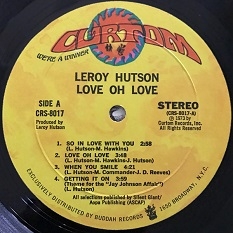 CURTOM
WE'RE A WINNER
LEROY HUTSON
LOVE OH LOVE
SIDE A
CRS-8017
Produced by
Leroy Hutson
STEREO
(CRS-8017-A)
℗ 1973 by
Curtom Records, Inc.
All Rights Reserved
1. SO IN LOVE WITH YOU 2:58
(L. Hutson-M. Hawkins)
2. LOVE OH LOVE 3:48
(L. Hutson-M. Hawkins-J. Hutson)
3. WHEN YOU SMILE 4:21
(L. Hutson-M. Commander-J. D. Reeves)
4. GETTING IT ON 3:59
(Theme for the "Jay Johnson Affair")
(L. Hutson)
All selections published by Silent Giant/
Aopa Publishing (ASCAP)
EXCLUSIVELY DISTRIBUTED BY BUDDAH RECORDS
1650 BROADWAY, N.Y.C.